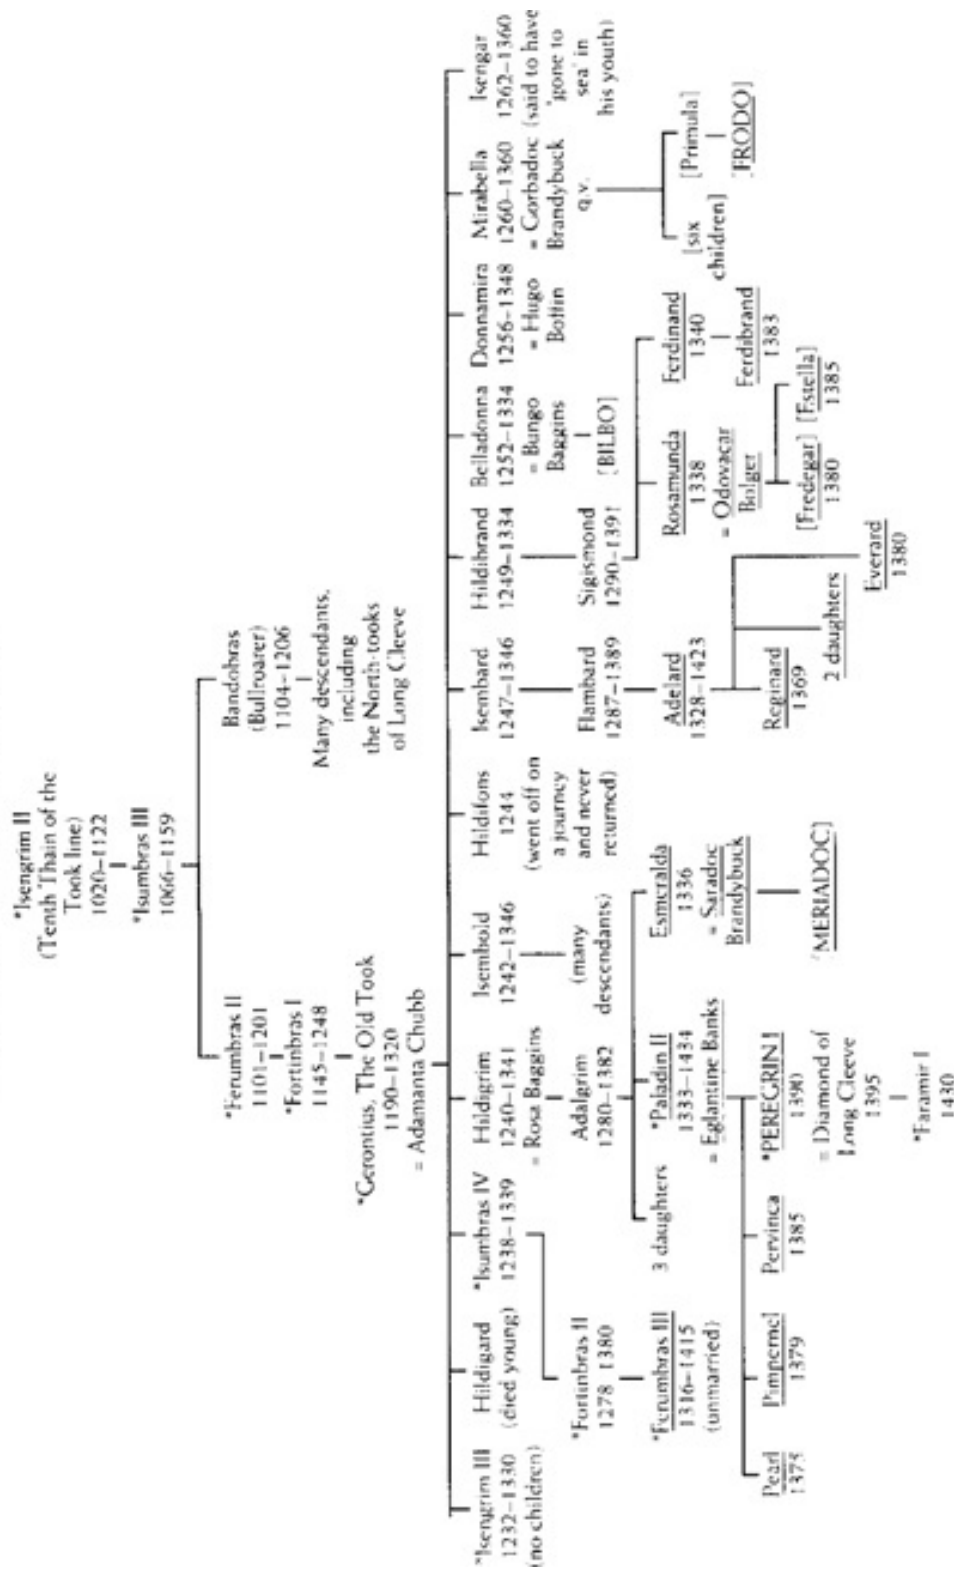 *Isengrim II
(Tenth Thain of the
Took line)
1020–1122
*Isumbras III
1066–1159
*Ferumbras II
1101–1201
*Fortinbras I
1145–1248
*Gerontius, The Old Took
1190–1320
= Adamania Chubb
Bandobras
(Bullroarer)
1104–1206
Many descendants,
including
the North-tooks
of Long Cleeve
*Isengrim III
1232–1330
(no children)
Hildigard
(died young)
*Isumbras IV
1238–1339
Hildigrim
1240–1341
= Rosa Baggins
Isembold
1242–1346
(many
descendants)
Hildifons
1244
(went off on
a journey
and never
returned)
Isembard
1247–1346
Hildibrand
1249–1334
Belladonna
1252–1334
= Bungo
Baggins
[BILBO]
Donnamira
1256–1348
= Hugo
Boffin
Mirabella
1260–1360
= Gorbadoc
Brandybuck
q.v.
Isengar
1262–1360
(said to have
'gone to
sea' in
his youth)
*Fortinbras II
1278 1380
*Ferumbras III
1316–1415
(unmarried)
Adalgrim
1280–1382
3 daughters
*Paladin II
1333–1434
= Eglantine Banks
Esmeralda
1336
= Saradoc
Brandybuck
[MERIADOC]
Flambard
1287–1389
Adelard
1328–1423
Reginard
1369
2 daughters
Everard
1380
Sigismond
1290–1391
Rosamunda
1338
= Odovacar
Bolger
[Fredegar]
1380
[Estella]
1385
Ferdinand
1340
Ferdibrand
1383
[six
children]
[Primula]
[FRODO]
Pearl
1375
Pimpernel
1379
Pervinca
1385
*PEREGRIN I
1390
= Diamond of
Long Cleeve
1395
*Faramir I
1430